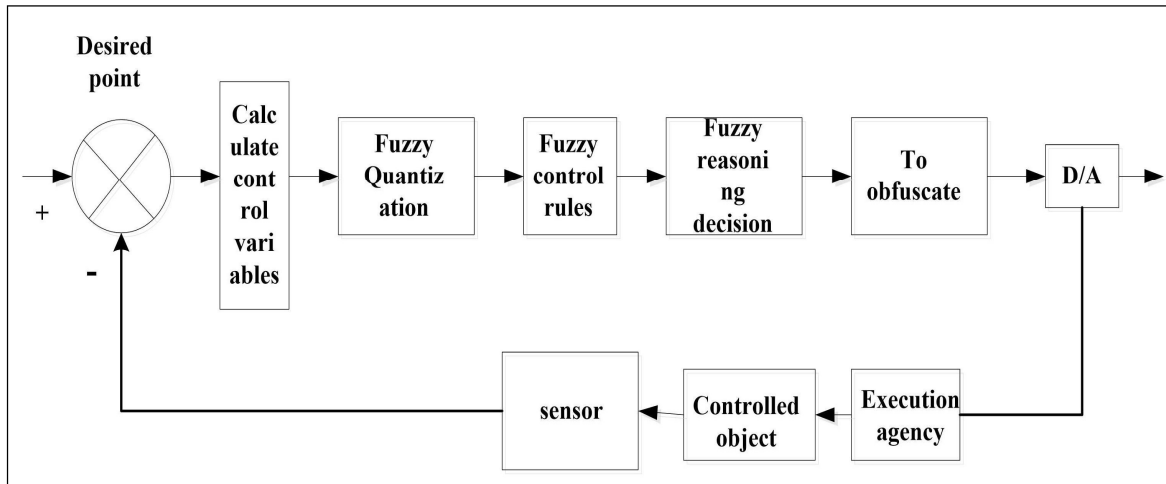 Desired
point
+
-
Calc
ulate
cont
rol
vari
ables
Fuzzy
Quantiz
ation
Fuzzy
control
rules
Fuzzy
reasoni
ng
decision
To
obfuscate
D/A
sensor
Controlled
object
Execution
agency